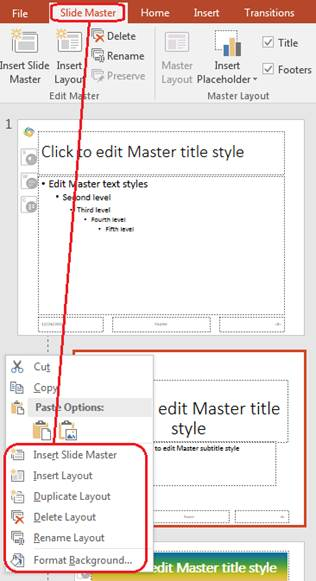 File Slide Master Home Insert Transitions
Insert Slide Master
Insert Layout
Delete
Rename
Preserve
Edit Master
Master Layout
Insert Placeholder
Title
Footers
Master Layout
1
Click to edit Master title style
• Edit Master text styles
• Second level
• Third level
• Fourth level
• Fifth level
Footer
Cut
Copy
Paste Options:
Insert Slide Master
Insert Layout
Duplicate Layout
Delete Layout
Rename Layout
Format Background...
edit Master title
style
to edit Master subtitle style
edit Master title style